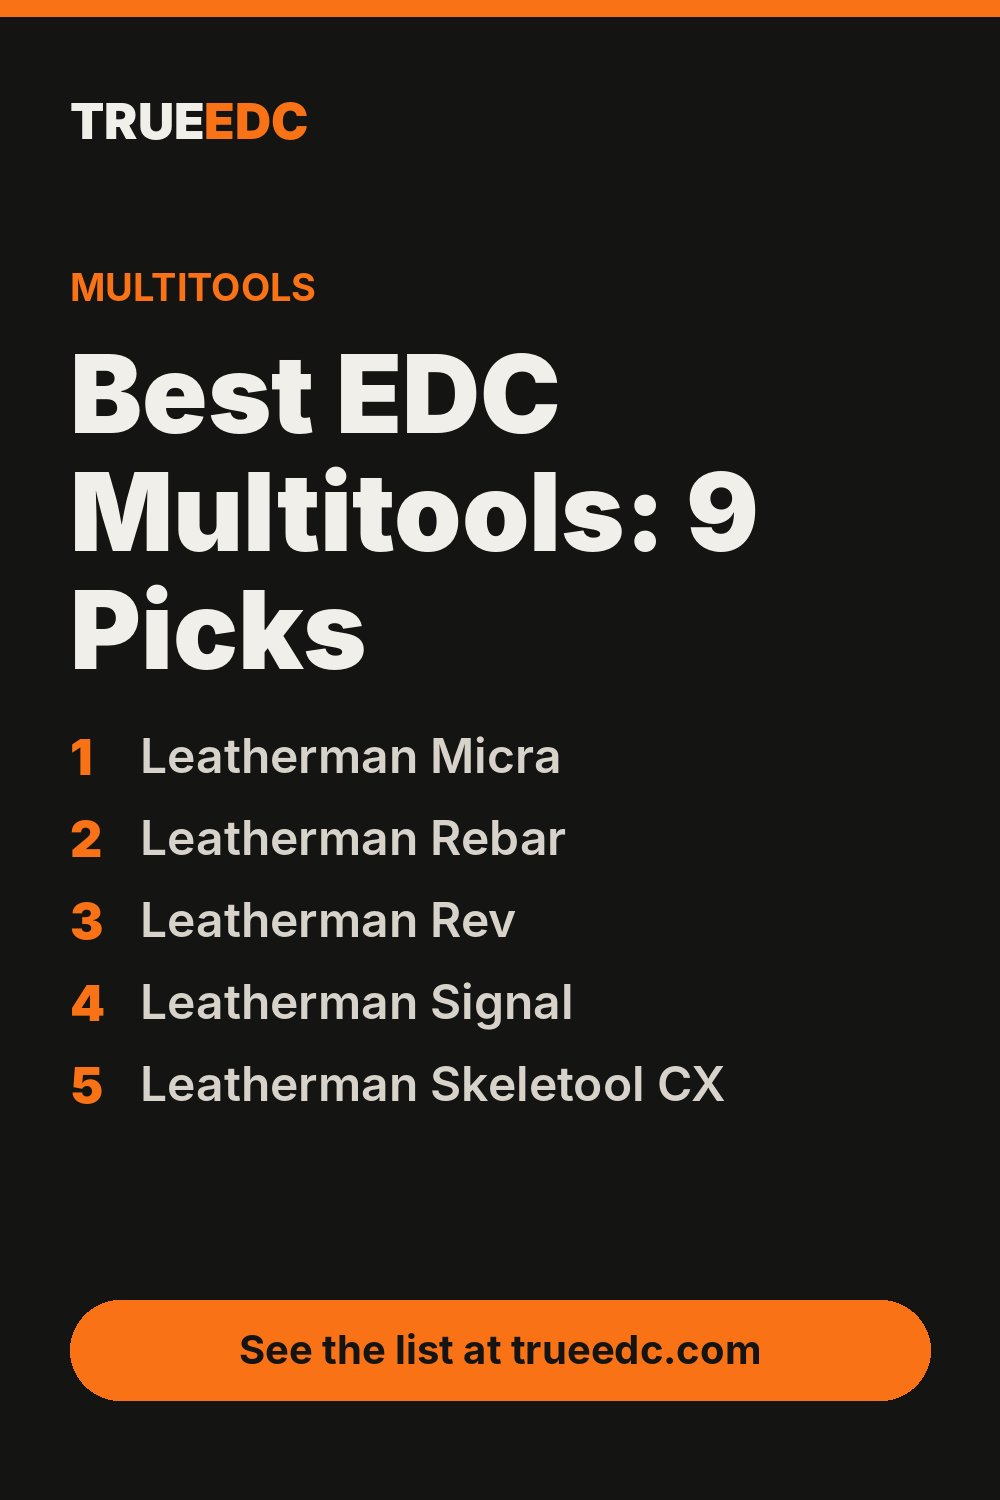 TRUEEDC
MULTITOOLS
Best EDC
Multitools: 9
Picks
1 Leatherman Micra
2 Leatherman Rebar
3 Leatherman Rev
4 Leatherman Signal
5 Leatherman Skeletool CX
See the list at trueedc.com